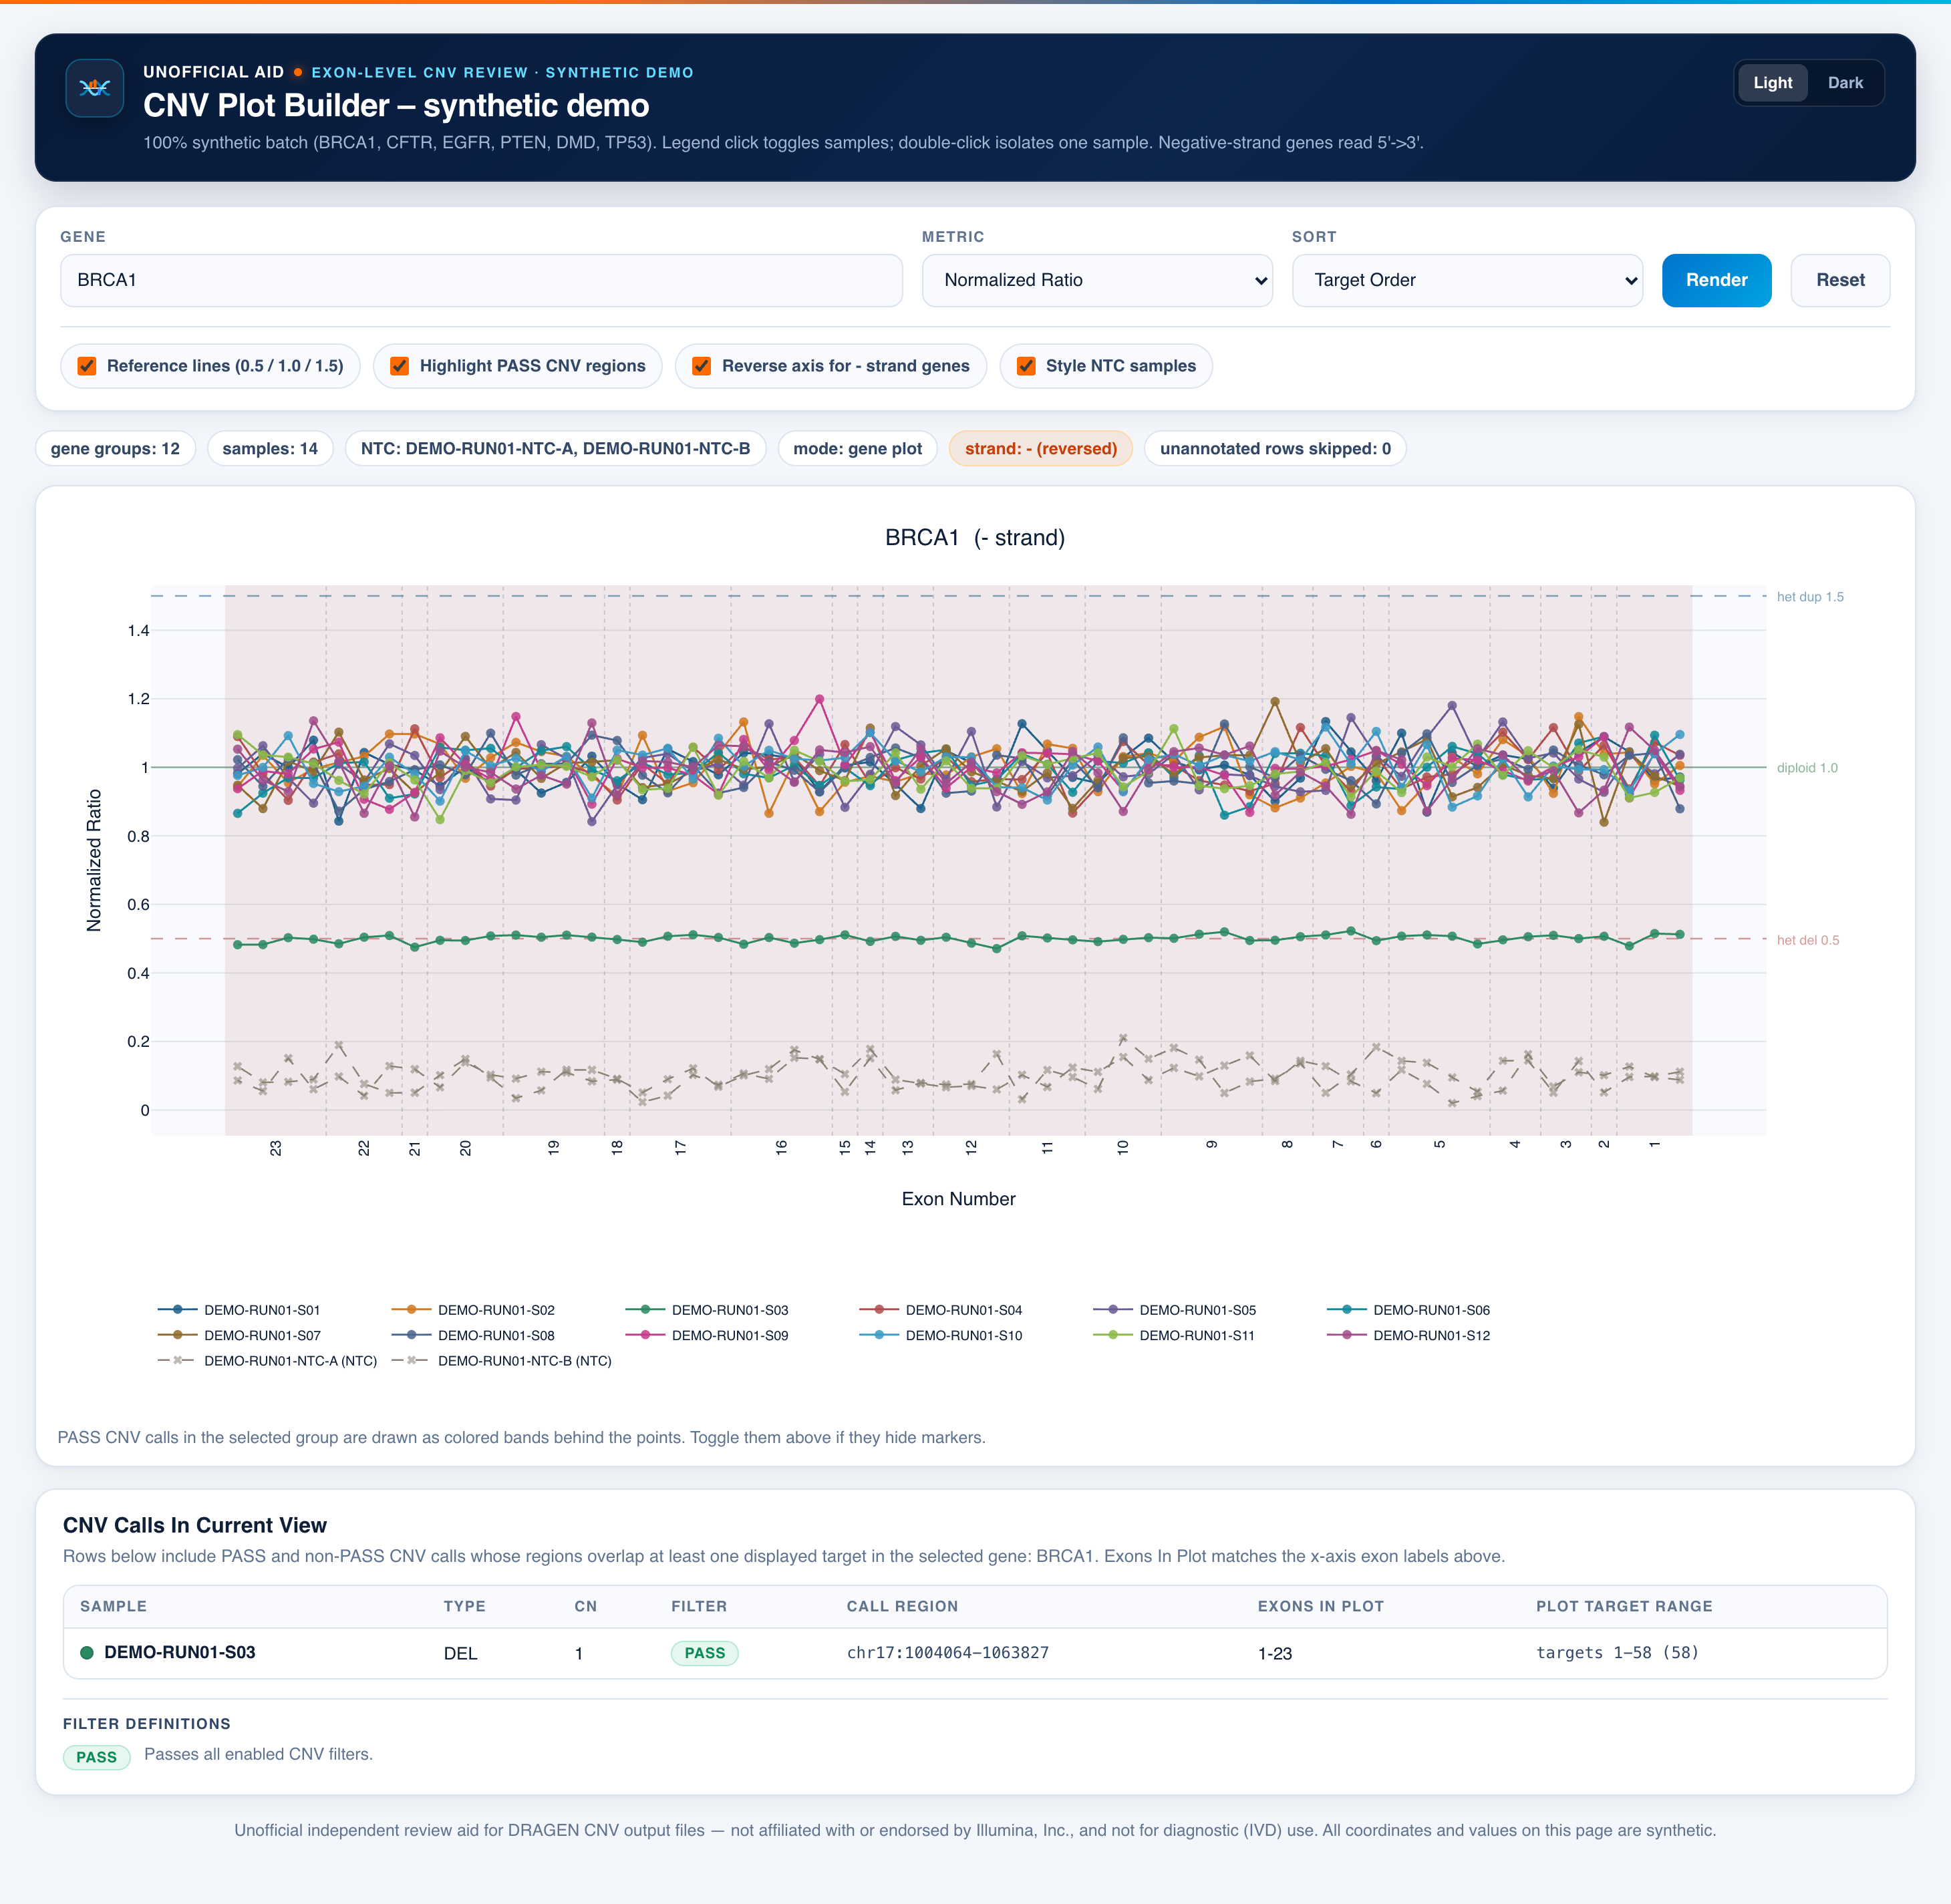 UNOFFICIAL AID • EXON-LEVEL CNV REVIEW · SYNTHETIC DEMO
CNV Plot Builder – synthetic demo
100% synthetic batch (BRCA1, CFTR, EGFR, PTEN, DMD, TP53). Legend click toggles samples; double-click isolates one sample. Negative-strand genes read 5'->3'.
Light Dark
GENE METRIC SORT
BRCA1 Normalized Ratio Target Order Render Reset
Reference lines (0.5 / 1.0 / 1.5) Highlight PASS CNV regions Reverse axis for - strand genes Style NTC samples
gene groups: 12 samples: 14 NTC: DEMO-RUN01-NTC-A, DEMO-RUN01-NTC-B mode: gene plot strand: - (reversed) unannotated rows skipped: 0
BRCA1 (- strand)
het dup 1.5
1.4
1.2
1 diploid 1.0
0.8
0.6
het del 0.5
0.4
0.2
0
Normalized Ratio
23 22 21 20 19 18 17 16 15 14 13 12 11 10 9 8 7 6 5 4 3 2 1
Exon Number
DEMO-RUN01-S01 DEMO-RUN01-S02 DEMO-RUN01-S03 DEMO-RUN01-S04 DEMO-RUN01-S05 DEMO-RUN01-S06
DEMO-RUN01-S07 DEMO-RUN01-S08 DEMO-RUN01-S09 DEMO-RUN01-S10 DEMO-RUN01-S11 DEMO-RUN01-S12
DEMO-RUN01-NTC-A (NTC) DEMO-RUN01-NTC-B (NTC)
PASS CNV calls in the selected group are drawn as colored bands behind the points. Toggle them above if they hide markers.
CNV Calls In Current View
Rows below include PASS and non-PASS CNV calls whose regions overlap at least one displayed target in the selected gene: BRCA1. Exons In Plot matches the x-axis exon labels above.
SAMPLE TYPE CN FILTER CALL REGION EXONS IN PLOT PLOT TARGET RANGE
DEMO-RUN01-S03 DEL 1 PASS chr17:1004064–1063827 1-23 targets 1–58 (58)
FILTER DEFINITIONS
PASS Passes all enabled CNV filters.
Unofficial independent review aid for DRAGEN CNV output files — not affiliated with or endorsed by Illumina, Inc., and not for diagnostic (IVD) use. All coordinates and values on this page are synthetic.